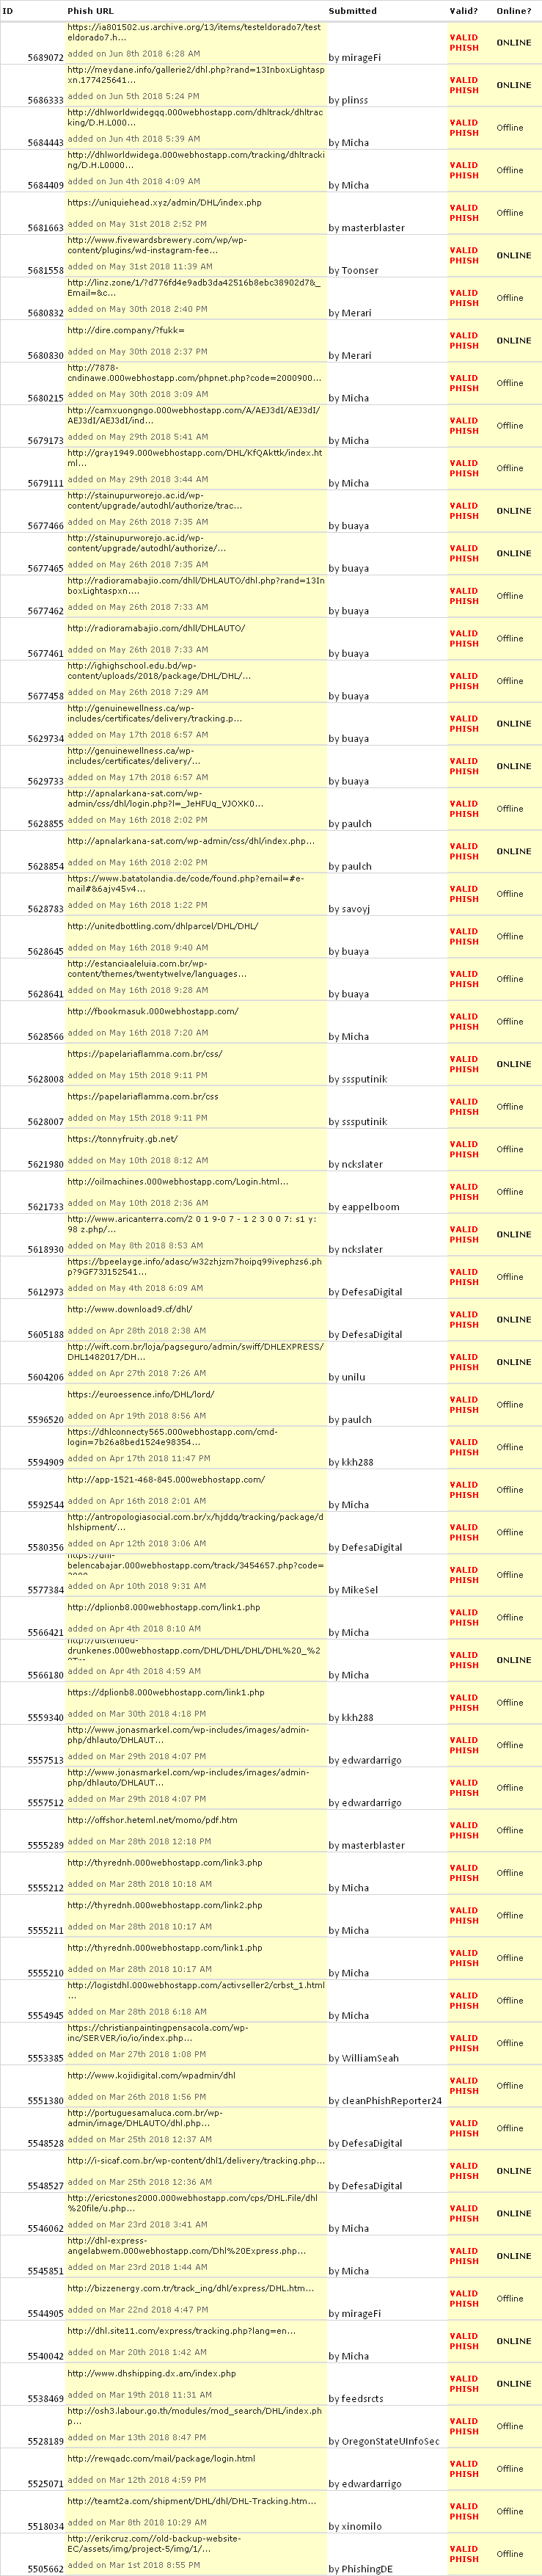 ID Phish URL Submitted Valid? Online?
https://ia801502.us.archive.org/13/items/testeldorado7/test
eldorado7.h...
added on Jun 8th 2018 6:28 AM
5689072 by mirageFi VALID PHISH ONLINE
http://meydane.info/gallerie2/dhl.php?rand=13InboxLightasp
xn.177425641...
added on Jun 5th 2018 5:24 PM
5686333 by plinss VALID PHISH ONLINE
http://dhlworldwidegqq.000webhostapp.com/dhltrack/dhltrac
king/D.H.L000...
added on Jun 4th 2018 5:39 AM
5684443 by Micha VALID PHISH Offline
http://dhlworldwidega.000webhostapp.com/tracking/dhltracki
ng/D.H.L0000...
added on Jun 4th 2018 4:09 AM
5684409 by Micha VALID PHISH Offline
https://uniquiehead.xyz/admin/DHL/index.php
added on May 31st 2018 2:52 PM
5681663 by masterblaster VALID PHISH Offline
http://www.fivewardsbrewery.com/wp/wp-
content/plugins/wd-instagram-fee...
added on May 31st 2018 11:39 AM
5681558 by Toonser VALID PHISH ONLINE
http://linz.zone/1/?d776fd4e9adb3da42516b8ebc38902d7&_
Email=&c...
added on May 30th 2018 2:40 PM
5680832 by Merari VALID PHISH Offline
http://dire.company/?fukk=
added on May 30th 2018 2:37 PM
5680830 by Merari VALID PHISH ONLINE
http://7878-
cndinawe.000webhostapp.com/phpnet.php?code=2000900...
added on May 30th 2018 3:09 AM
5680215 by Micha VALID PHISH Offline
http://camxuongngo.000webhostapp.com/A/AEJ3dI/AEJ3dI/
AEJ3dI/AEJ3dI/ind...
added on May 29th 2018 5:41 PM
5679173 by Micha VALID PHISH Offline
http://gray1949.000webhostapp.com/DHL/KfQAkttk/index.ht
ml...
added on May 29th 2018 3:44 AM
5679111 by Micha VALID PHISH Offline
http://stainupurworejo.ac.id/wp-
content/upgrade/autodhl/authorize/trac...
added on May 26th 2018 7:35 AM
5677466 by buaya VALID PHISH ONLINE
http://stainupurworejo.ac.id/wp-
content/upgrade/autodhl/authorize/...
added on May 26th 2018 7:35 AM
5677465 by buaya VALID PHISH ONLINE
http://radioramabajio.com/dhll/DHLAUTO/dhl.php?rand=13In
boxLightaspxn....
added on May 26th 2018 7:33 AM
5677462 by buaya VALID PHISH Offline
http://radioramabajio.com/dhll/DHLAUTO/
added on May 26th 2018 7:33 AM
5677461 by buaya VALID PHISH Offline
http://ighighschool.edu.bd/wp-
content/uploads/2018/package/DHL/DHL/...
added on May 26th 2018 7:29 AM
5677458 by buaya VALID PHISH Offline
http://genuinewellness.ca/wp-
includes/certificates/delivery/tracking.p...
added on May 17th 2018 6:57 AM
5629734 by buaya VALID PHISH ONLINE
http://genuinewellness.ca/wp-
includes/certificates/delivery/...
added on May 17th 2018 6:57 AM
5629733 by buaya VALID PHISH ONLINE
http://apnalarkana-sat.com/wp-
admin/css/dhl/login.php?l=_JeHFUq_VJOXK0...
added on May 16th 2018 2:02 PM
5628855 by paulch VALID PHISH Offline
http://apnalarkana-sat.com/wp-admin/css/dhl/index.php...
added on May 16th 2018 2:02 PM
5628854 by paulch VALID PHISH ONLINE
https://www.batatolandia.de/code/found.php?email=#e-
mail#&6ajv45v4...
added on May 16th 2018 1:22 PM
5628783 by savoyj VALID PHISH Offline
http://unitedbottling.com/dhlparcel/DHL/DHL/
added on May 16th 2018 9:40 AM
5628645 by buaya VALID PHISH Offline
http://estanciaaleluia.com.br/wp-
content/themes/twentytwelve/languages...
added on May 16th 2018 9:28 AM
5628641 by buaya VALID PHISH Offline
http://fbookmasuk.000webhostapp.com/
added on May 16th 2018 7:20 AM
5628566 by Micha VALID PHISH Offline
https://papelariaflamma.com.br/css/
added on May 15th 2018 9:11 PM
5628008 by sssputinik VALID PHISH ONLINE
https://papelariaflamma.com.br/css
added on May 15th 2018 9:11 PM
5628007 by sssputinik VALID PHISH Offline
https://tonnyfruity.gb.net/
added on May 10th 2018 8:12 AM
5621980 by nckslater VALID PHISH Offline
http://oilmachines.000webhostapp.com/Login.html...
added on May 10th 2018 2:36 AM
5621733 by eappelboom VALID PHISH Offline
http://www.aricanterra.com/2 0 1 9-0 7 - 1 2 3 0 0 7: s1 y:
98 z.php/...
added on May 8th 2018 8:53 AM
5618930 by nckslater VALID PHISH ONLINE
https://bpeelayge.info/adasc/w32zhjzm7hoipq99ivephzs6.ph
p?9GF73J152541...
added on May 4th 2018 6:09 AM
5612973 by DefesaDigital VALID PHISH Offline
http://www.download9.cf/dhl/
added on Apr 28th 2018 2:38 AM
5605188 by DefesaDigital VALID PHISH ONLINE
http://wift.com.br/loja/pagseguro/admin/swiff/DHLEXPRESS/
DHL1482017/DH...
added on Apr 27th 2018 7:26 AM
5604206 by unilu VALID PHISH ONLINE
https://euroessence.info/DHL/lord/
added on Apr 19th 2018 8:56 AM
5596520 by paulch VALID PHISH Offline
https://dhlconnecty565.000webhostapp.com/cmd-
login=7b26a8bed1524e98354...
added on Apr 17th 2018 11:47 PM
5594909 by kkh288 VALID PHISH Offline
http://app-1521-468-845.000webhostapp.com/
added on Apr 16th 2018 2:01 AM
5592544 by Micha VALID PHISH Offline
http://antropologiasocial.com.br/x/hjddq/tracking/package/d
hlshipment/...
added on Apr 12th 2018 3:06 AM
5580356 by DefesaDigital VALID PHISH Offline
https://dhl-
belencabajar.000webhostapp.com/track/3454657.php?code=
added on Apr 10th 2018 9:31 AM
5577384 by MikeSel VALID PHISH Offline
http://dplionb8.000webhostapp.com/link1.php
added on Apr 4th 2018 8:10 AM
5566421 by Micha VALID PHISH Offline
http://distended-
drunkenes.000webhostapp.com/DHL/DHL/DHL/DHL%20_%2
added on Apr 4th 2018 4:59 AM
5566180 by Micha VALID PHISH ONLINE
https://dplionb8.000webhostapp.com/link1.php
added on Mar 30th 2018 4:18 PM
5559340 by kkh288 VALID PHISH Offline
http://www.jonasmarkel.com/wp-includes/images/admin-
php/dhlauto/DHLAUT...
added on Mar 29th 2018 4:07 PM
5557513 by edwardarrigo VALID PHISH Offline
http://www.jonasmarkel.com/wp-includes/images/admin-
php/dhlauto/DHLAUT...
added on Mar 29th 2018 4:07 PM
5557512 by edwardarrigo VALID PHISH Offline
http://offshor.heteml.net/momo/pdf.htm
added on Mar 28th 2018 12:18 PM
5555289 by masterblaster VALID PHISH Offline
http://thyrednh.000webhostapp.com/link3.php
added on Mar 28th 2018 10:18 AM
5555212 by Micha VALID PHISH Offline
http://thyrednh.000webhostapp.com/link2.php
added on Mar 28th 2018 10:17 AM
5555211 by Micha VALID PHISH Offline
http://thyrednh.000webhostapp.com/link1.php
added on Mar 28th 2018 10:17 AM
5555210 by Micha VALID PHISH Offline
http://logistdhl.000webhostapp.com/activseller2/crbst_1.html
...
added on Mar 28th 2018 6:18 AM
5554945 by Micha VALID PHISH Offline
https://christianpaintingpensacola.com/wp-
inc/SERVER/io/io/index.php...
added on Mar 27th 2018 1:08 PM
5553385 by WilliamSeah VALID PHISH Offline
http://www.kojidigital.com/wpadmin/dhl
added on Mar 26th 2018 1:56 PM
5551380 by cleanPhishReporter24 VALID PHISH Offline
http://portuguesamaluca.com.br/wp-
admin/image/DHLAUTO/dhl.php...
added on Mar 25th 2018 12:37 AM
5548528 by DefesaDigital VALID PHISH Offline
http://i-sicaf.com.br/wp-content/dhl1/delivery/tracking.php...
added on Mar 25th 2018 12:36 AM
5548527 by DefesaDigital VALID PHISH ONLINE
http://ericstones2000.000webhostapp.com/cps/DHL.File/dhl
%20file/u.php...
added on Mar 23rd 2018 3:41 AM
5546062 by Micha VALID PHISH ONLINE
http://dhl-express-
angelabwem.000webhostapp.com/Dhl%20Express.php...
added on Mar 23rd 2018 1:44 AM
5545851 by Micha VALID PHISH ONLINE
http://bizzenergy.com.tr/track_ing/dhl/express/DHL.htm...
added on Mar 22nd 2018 4:47 PM
5544905 by mirageFi VALID PHISH Offline
http://dhl.site11.com/express/tracking.php?lang=en...
added on Mar 20th 2018 1:42 AM
5540042 by Micha VALID PHISH ONLINE
http://www.dhshipping.dx.am/index.php
added on Mar 19th 2018 11:31 AM
5538469 by feedsrcts VALID PHISH ONLINE
http://osh3.labour.go.th/modules/mod_search/DHL/index.ph
p...
added on Mar 13th 2018 8:47 PM
5528189 by OregonStateUInfoSec VALID PHISH Offline
http://rewqadc.com/mail/package/login.html
added on Mar 12th 2018 4:59 PM
5525071 by edwardarrigo VALID PHISH Offline
http://teamt2a.com/shipment/DHL/dhl/DHL-Tracking.htm...
added on Mar 8th 2018 10:29 AM
5518034 by xinomilo VALID PHISH Offline
http://erikcruz.com//old-backup-website-
EC/assets/img/project-5/img/1/...
added on Mar 1st 2018 8:55 PM
5505662 by PhishingDE VALID PHISH Offline